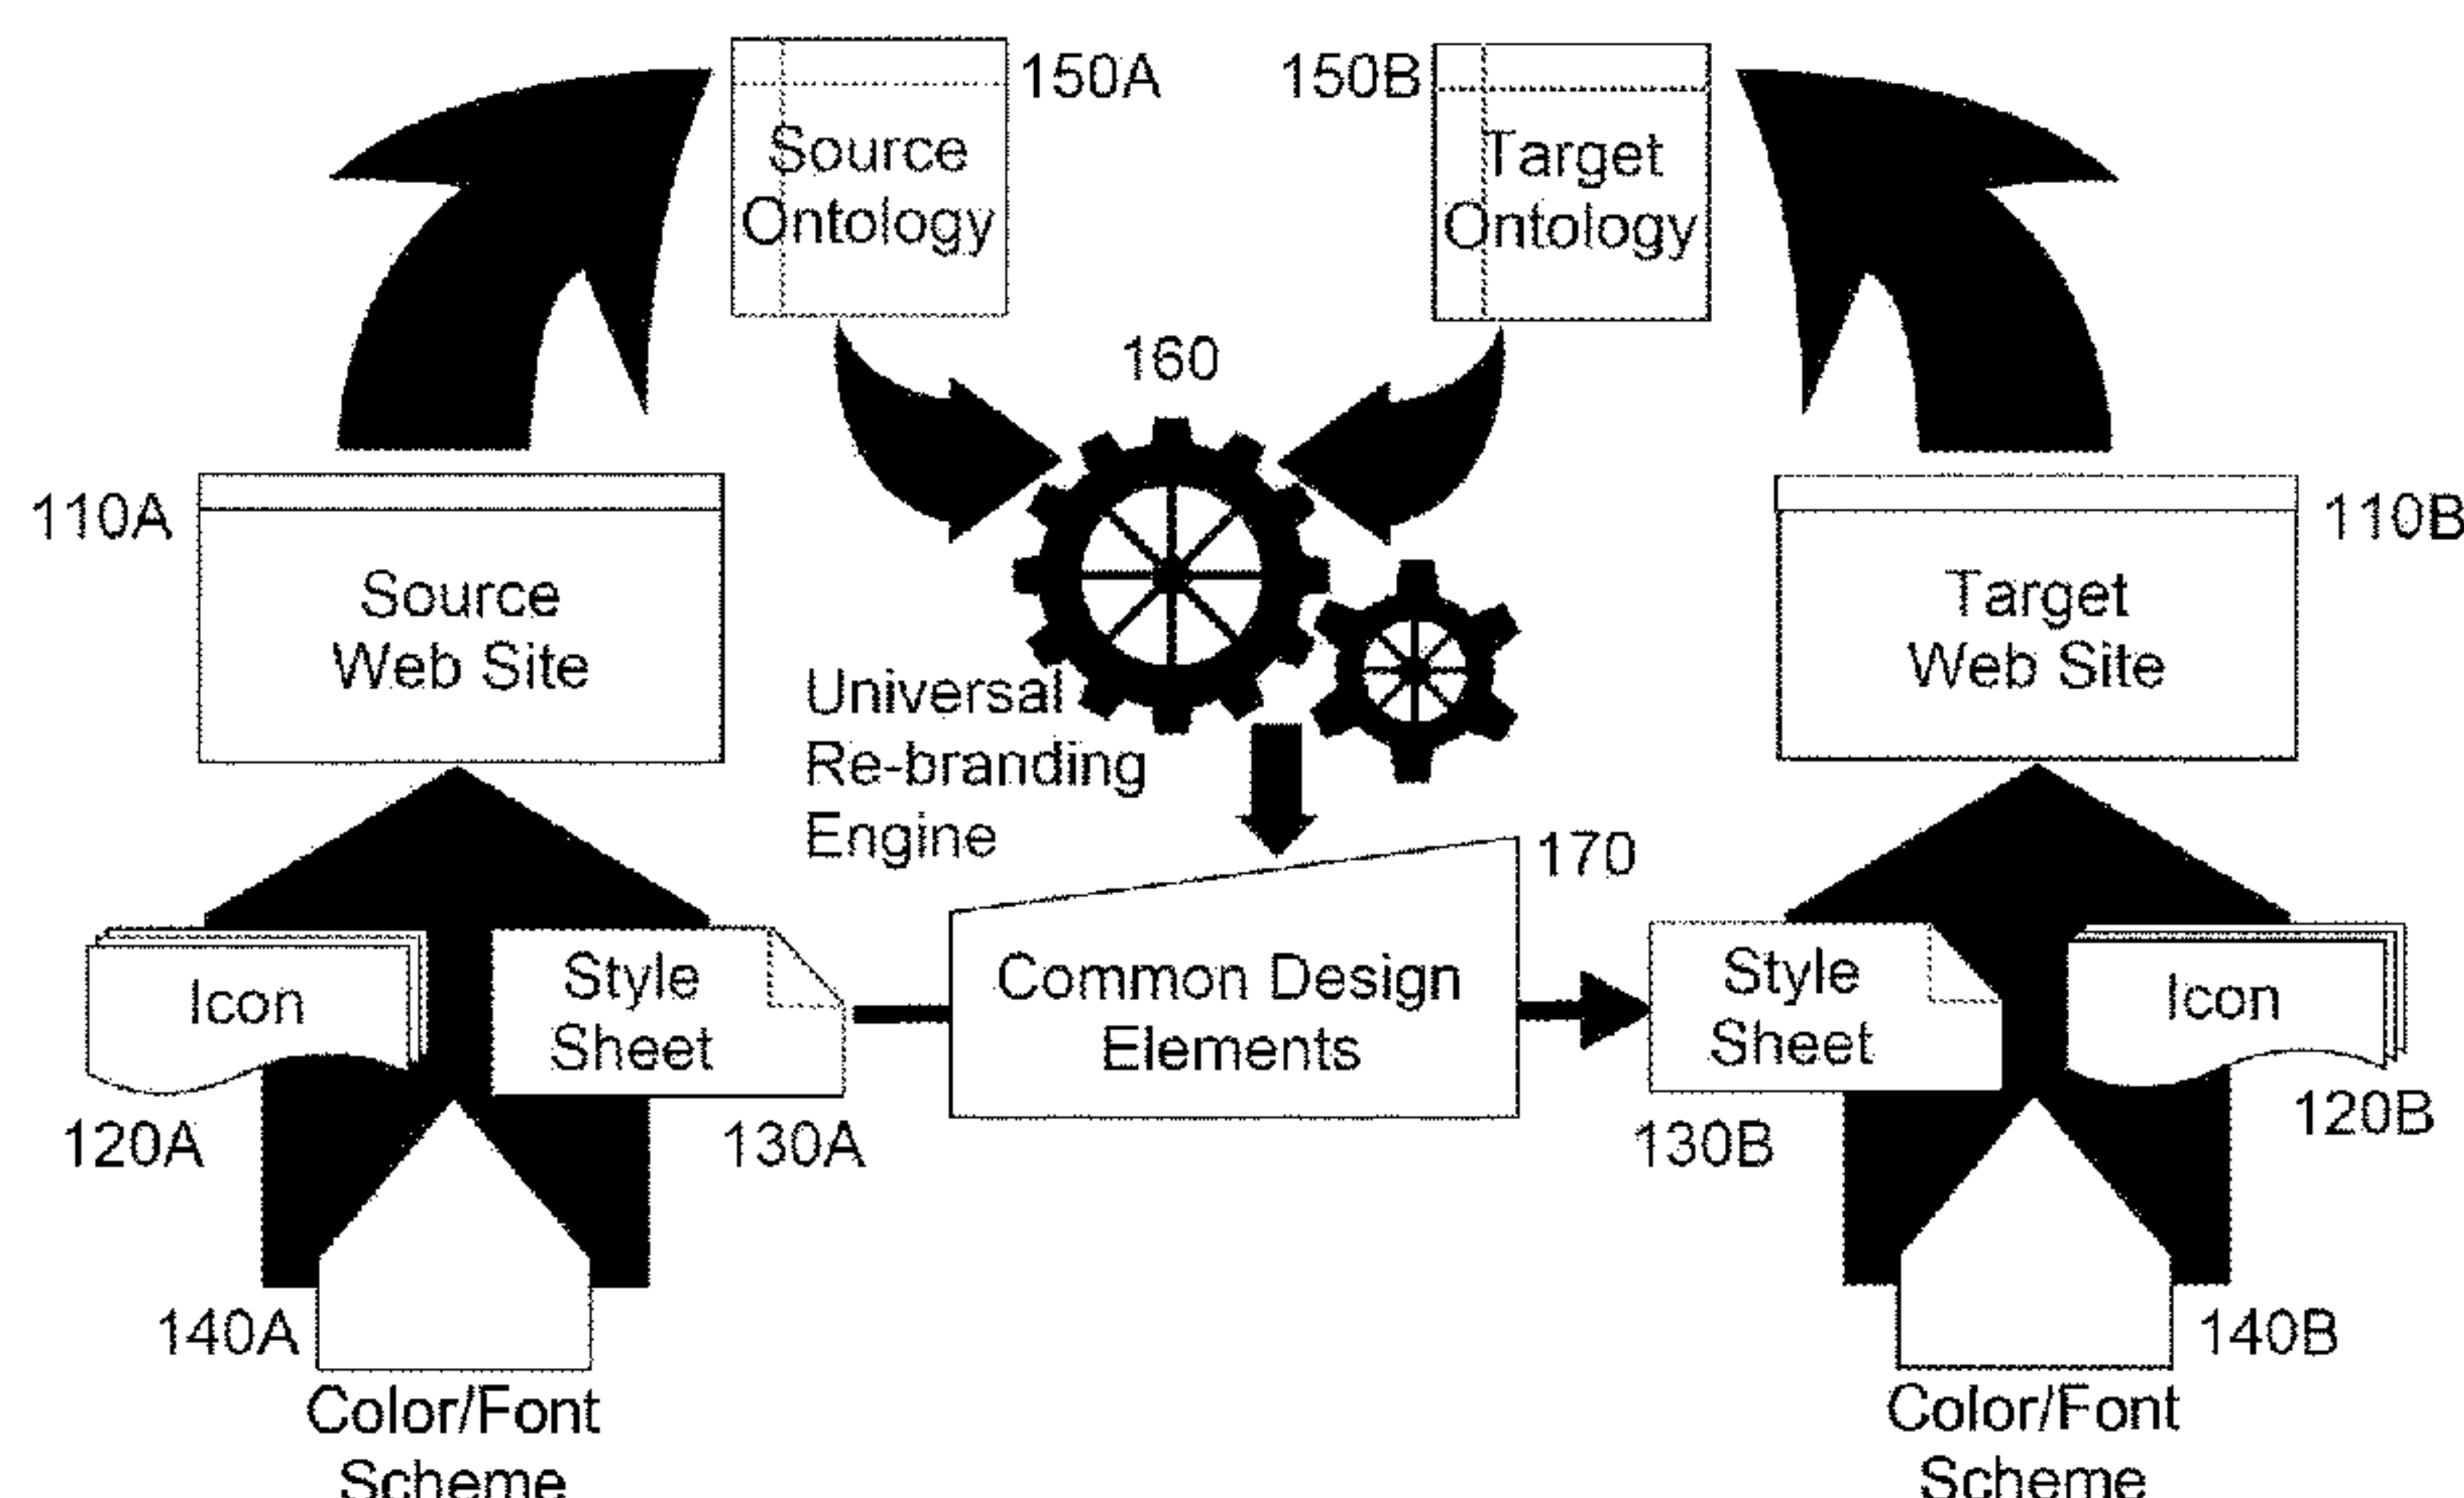 150A
150B
Source
Ontology
Target
Ontology
160
110A
110B
Source
Web Site
Target
Web Site
Universal
Re-branding
Engine
170
Icon
Style
Sheet
Common Design
Elements
Style
Sheet
Icon
120A
130A
130B
120B
140A
140B
Color/Font
Scheme
Color/Font
Scheme